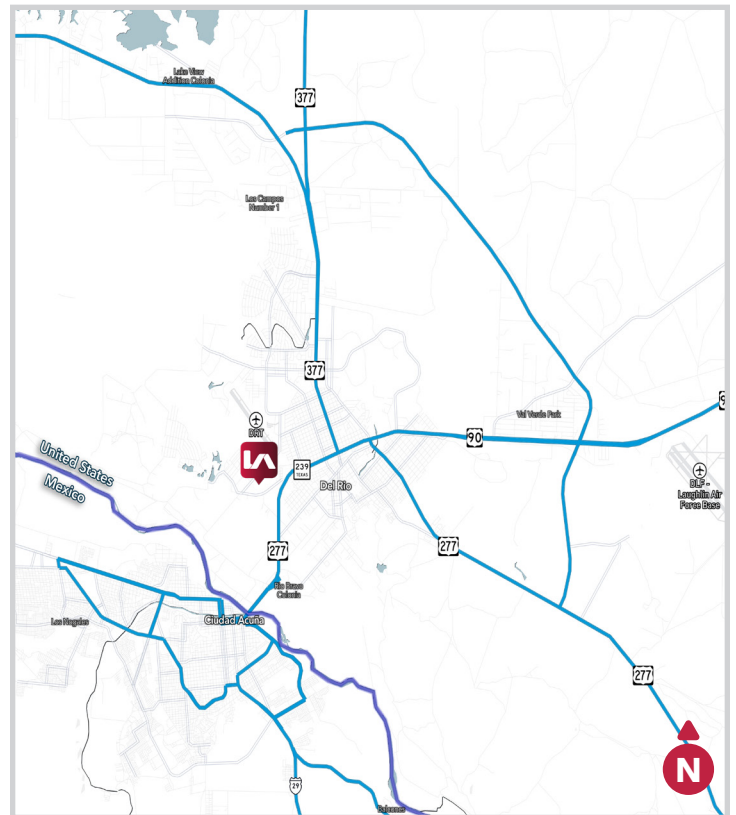 Lake View
Addition Colonia
377
Los Campos
Number 1
377
Val Verde Park
DRT
90
United States
Mexico
239
TEXAS
Del Rio
DLF -
Laughlin Air
Force Base
277
277
Rio Bravo
Colonia
Los Nogales
Ciudad Acuña
277
N
29
Balcones